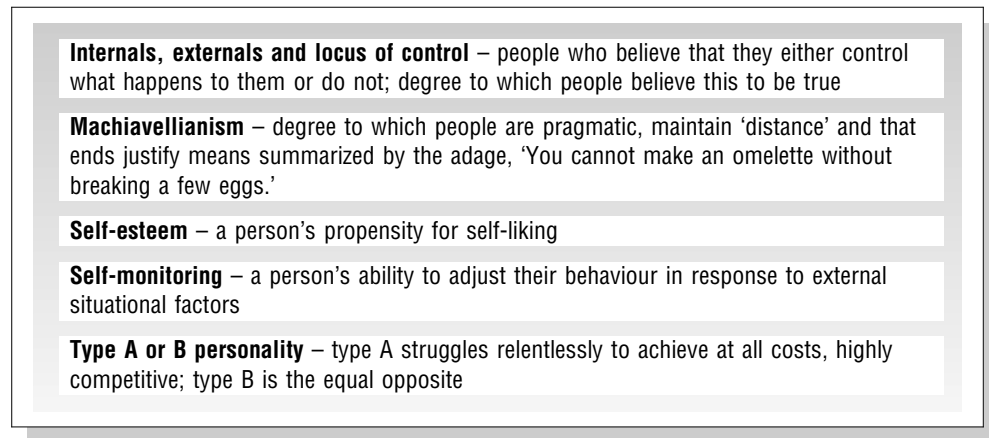 Internals, externals and locus of control – people who believe that they either control
what happens to them or do not; degree to which people believe this to be true
Machiavellianism – degree to which people are pragmatic, maintain ‘distance’ and that
ends justify means summarized by the adage, ‘You cannot make an omelette without
breaking a few eggs.’
Self-esteem – a person’s propensity for self-liking
Self-monitoring – a person’s ability to adjust their behaviour in response to external
situational factors
Type A or B personality – type A struggles relentlessly to achieve at all costs, highly
competitive; type B is the equal opposite